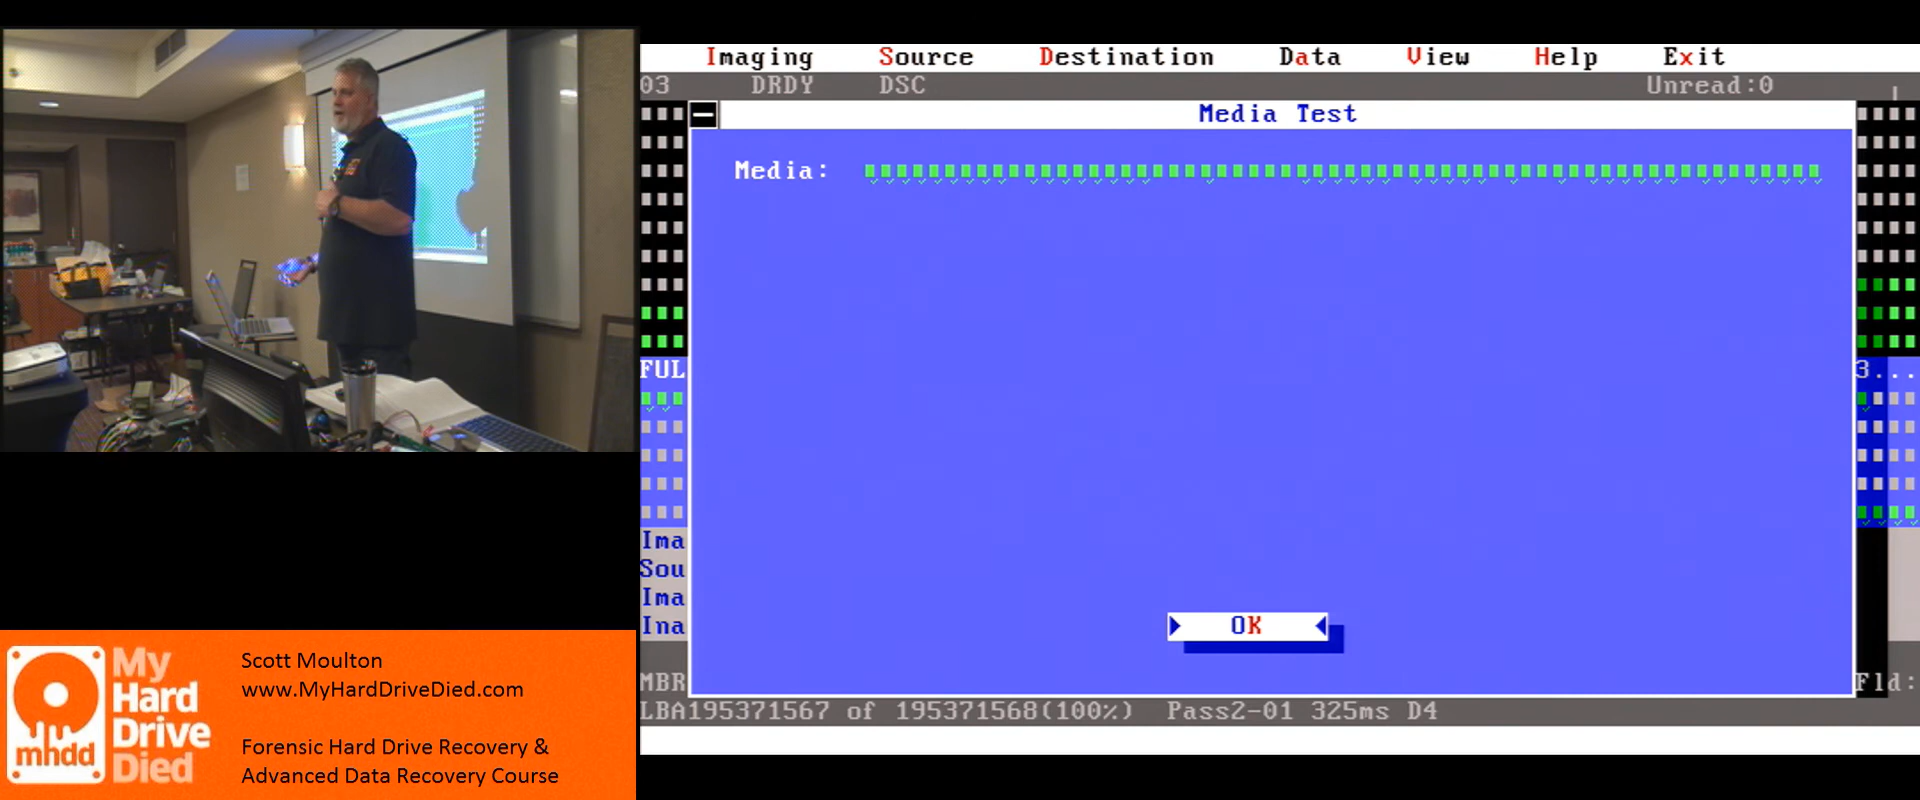 Imaging Source Destination Data View Help Exit
03 DRDY DSC Unread:0
Media Test
Media:
FUL 3...
Ima
Sou
Ima
Ina
OK
MBR Fld:
LBA195371567 of 195371568(100%) Pass2-01 325ms D4
My
Hard
Drive
Died
mhdd
Scott Moulton
www.MyHardDriveDied.com
Forensic Hard Drive Recovery &
Advanced Data Recovery Course